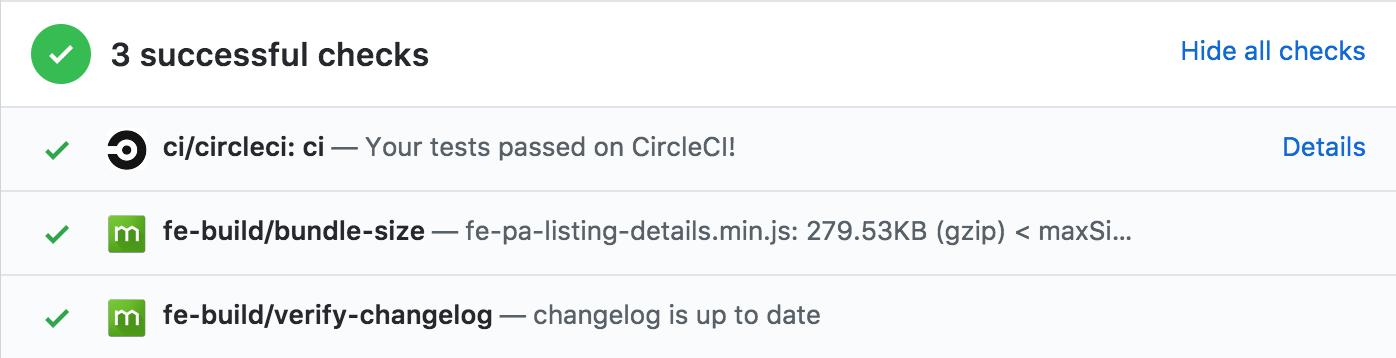 3 successful checks Hide all checks
ci/circleci: ci — Your tests passed on CircleCI! Details
m fe-build/bundle-size — fe-pa-listing-details.min.js: 279.53KB (gzip) < maxSi...
m fe-build/verify-changelog — changelog is up to date